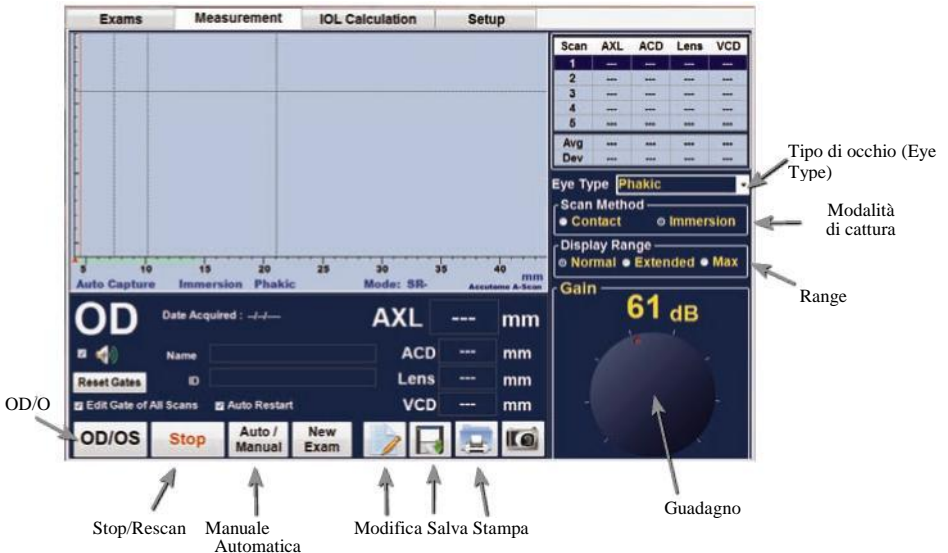 Exams Measurement IOL Calculation Setup
Scan AXL ACD Lens VCD
1 --- --- --- ---
2 --- --- --- ---
3 --- --- --- ---
4 --- --- --- ---
5 --- --- --- ---
Avg --- --- --- ---
Dev --- --- --- ---
Tipo di occhio (Eye
Type)
Eye Type Phakic
Scan Method
Contact Immersion
Modalità
di cattura
Display Range
Normal Extended Max
Range
5 10 15 20 25 30 35 40 mm
Auto Capture Immersion Phakic Mode: SR- Accutome A-Scan
Gain
61 dB
OD Date Acquired : --/--/---- AXL --- mm
Name ACD --- mm
Reset Gates ID Lens --- mm
Edit Gate of All Scans Auto Restart VCD --- mm
OD/O
OD/OS Stop Auto /
Manual New
Exam
Guadagno
Stop/Rescan Manuale
Automatica
Modifica Salva Stampa